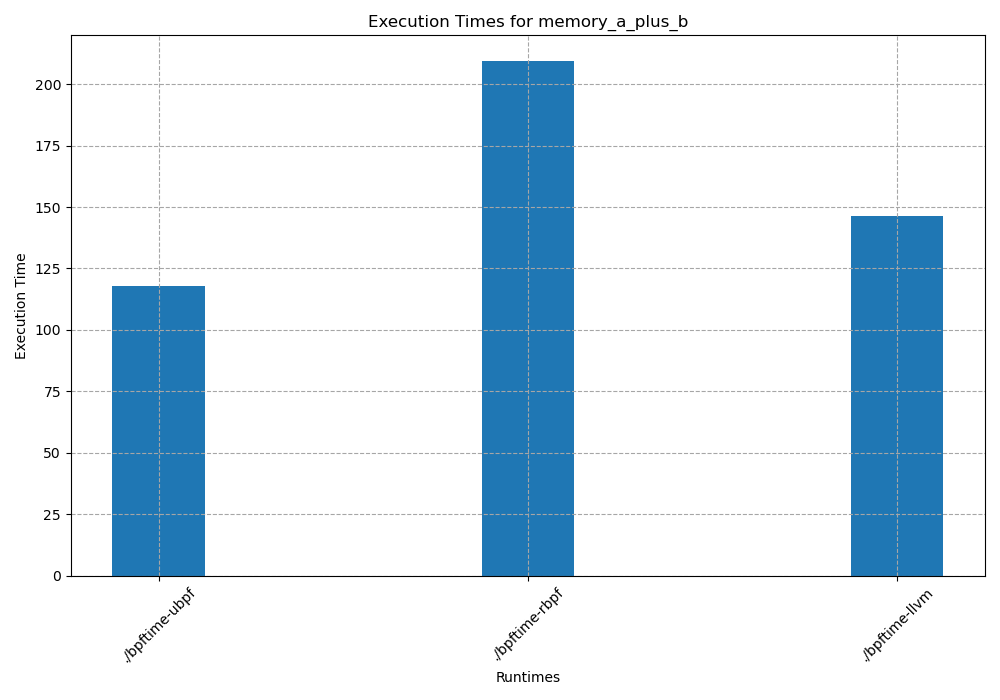 Execution Times for memory_a_plus_b
Execution Time
200
175
150
125
100
75
50
25
0
./bpftime-ubpf
./bpftime-rbpf
./bpftime-llvm
Runtimes